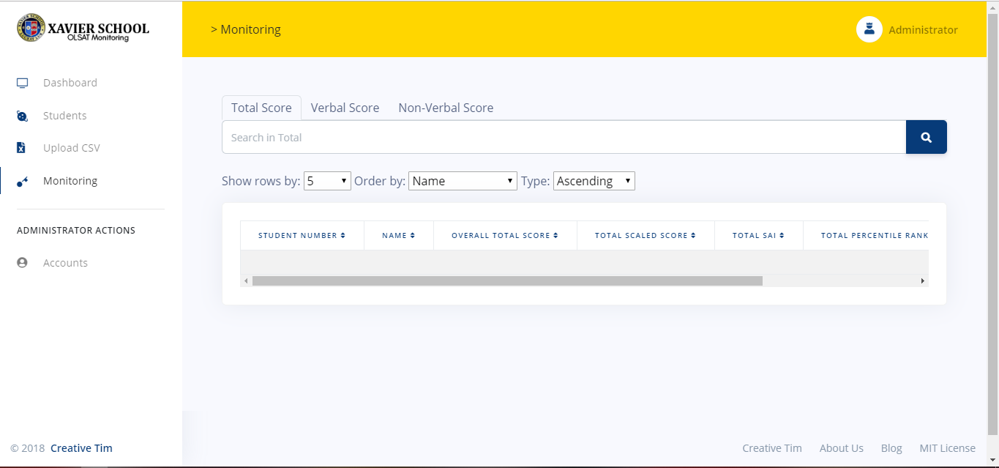 XAVIER SCHOOL
OLSAT Monitoring
> Monitoring
Administrator
Dashboard
Students
Upload CSV
Monitoring
ADMINISTRATOR ACTIONS
Accounts
Total Score Verbal Score Non-Verbal Score
Search in Total
Show rows by: 5 Order by: Name Type: Ascending
STUDENT NUMBER NAME OVERALL TOTAL SCORE TOTAL SCALED SCORE TOTAL SAI TOTAL PERCENTILE RANK
© 2018 Creative Tim
Creative Tim About Us Blog MIT License